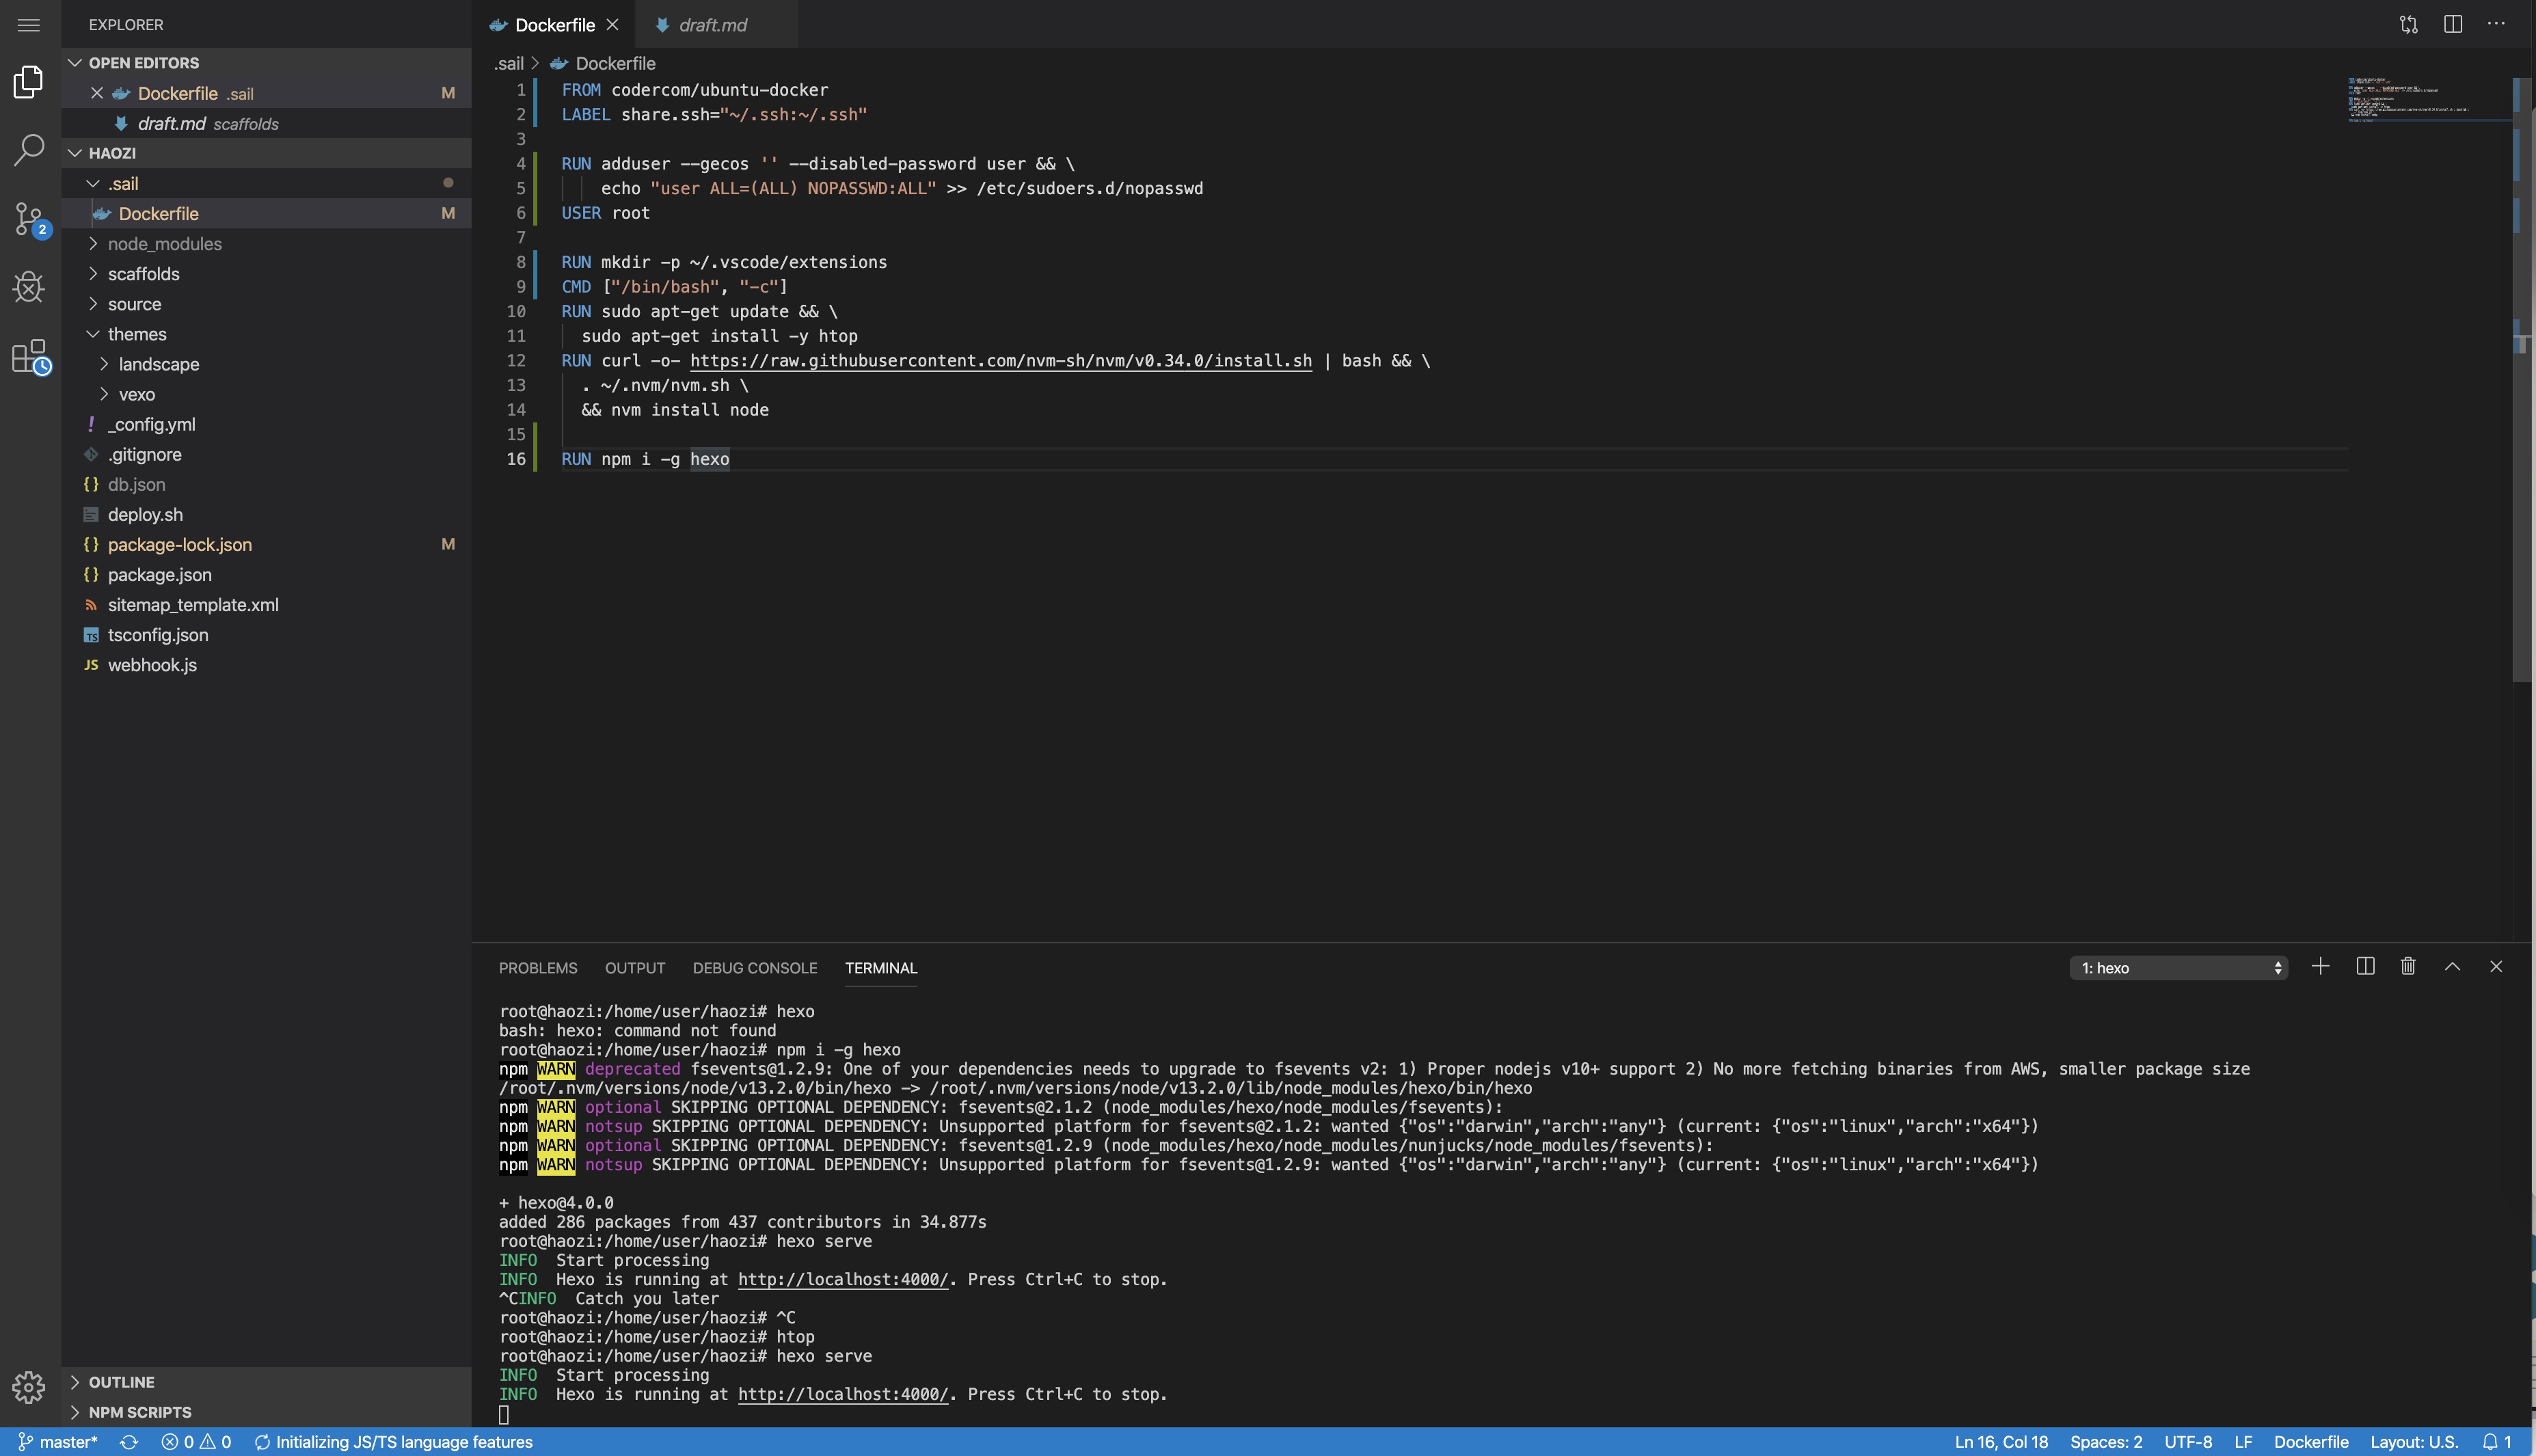 EXPLORER
OPEN EDITORS
Dockerfile .sail M
draft.md scaffolds
HAOZI
.sail
Dockerfile M
node_modules
scaffolds
source
themes
landscape
vexo
_config.yml
.gitignore
db.json
deploy.sh
package-lock.json M
package.json
sitemap_template.xml
TS tsconfig.json
JS webhook.js
OUTLINE
NPM SCRIPTS
2
Dockerfile
draft.md
.sail > Dockerfile
1 FROM codercom/ubuntu-docker
2 LABEL share.ssh="~/.ssh:~/.ssh"
3
4 RUN adduser --gecos '' --disabled-password user && \
5 echo "user ALL=(ALL) NOPASSWD:ALL" >> /etc/sudoers.d/nopasswd
6 USER root
7
8 RUN mkdir -p ~/.vscode/extensions
9 CMD ["/bin/bash", "-c"]
10 RUN sudo apt-get update && \
11 sudo apt-get install -y htop
12 RUN curl -o- https://raw.githubusercontent.com/nvm-sh/nvm/v0.34.0/install.sh | bash && \
13 . ~/.nvm/nvm.sh \
14 && nvm install node
15
16 RUN npm i -g hexo
PROBLEMS OUTPUT DEBUG CONSOLE TERMINAL
1: hexo
root@haozi:/home/user/haozi# hexo
bash: hexo: command not found
root@haozi:/home/user/haozi# npm i -g hexo
npm WARN deprecated fsevents@1.2.9: One of your dependencies needs to upgrade to fsevents v2: 1) Proper nodejs v10+ support 2) No more fetching binaries from AWS, smaller package size
/root/.nvm/versions/node/v13.2.0/bin/hexo -> /root/.nvm/versions/node/v13.2.0/lib/node_modules/hexo/bin/hexo
npm WARN optional SKIPPING OPTIONAL DEPENDENCY: fsevents@2.1.2 (node_modules/hexo/node_modules/fsevents):
npm WARN notsup SKIPPING OPTIONAL DEPENDENCY: Unsupported platform for fsevents@2.1.2: wanted {"os":"darwin","arch":"any"} (current: {"os":"linux","arch":"x64"})
npm WARN optional SKIPPING OPTIONAL DEPENDENCY: fsevents@1.2.9 (node_modules/hexo/node_modules/nunjucks/node_modules/fsevents):
npm WARN notsup SKIPPING OPTIONAL DEPENDENCY: Unsupported platform for fsevents@1.2.9: wanted {"os":"darwin","arch":"any"} (current: {"os":"linux","arch":"x64"})
+ hexo@4.0.0
added 286 packages from 437 contributors in 34.877s
root@haozi:/home/user/haozi# hexo serve
INFO Start processing
INFO Hexo is running at http://localhost:4000/. Press Ctrl+C to stop.
^CINFO Catch you later
root@haozi:/home/user/haozi# ^C
root@haozi:/home/user/haozi# htop
root@haozi:/home/user/haozi# hexo serve
INFO Start processing
INFO Hexo is running at http://localhost:4000/. Press Ctrl+C to stop.
master* 0 0 Initializing JS/TS language features Ln 16, Col 18 Spaces: 2 UTF-8 LF Dockerfile Layout: U.S. 1